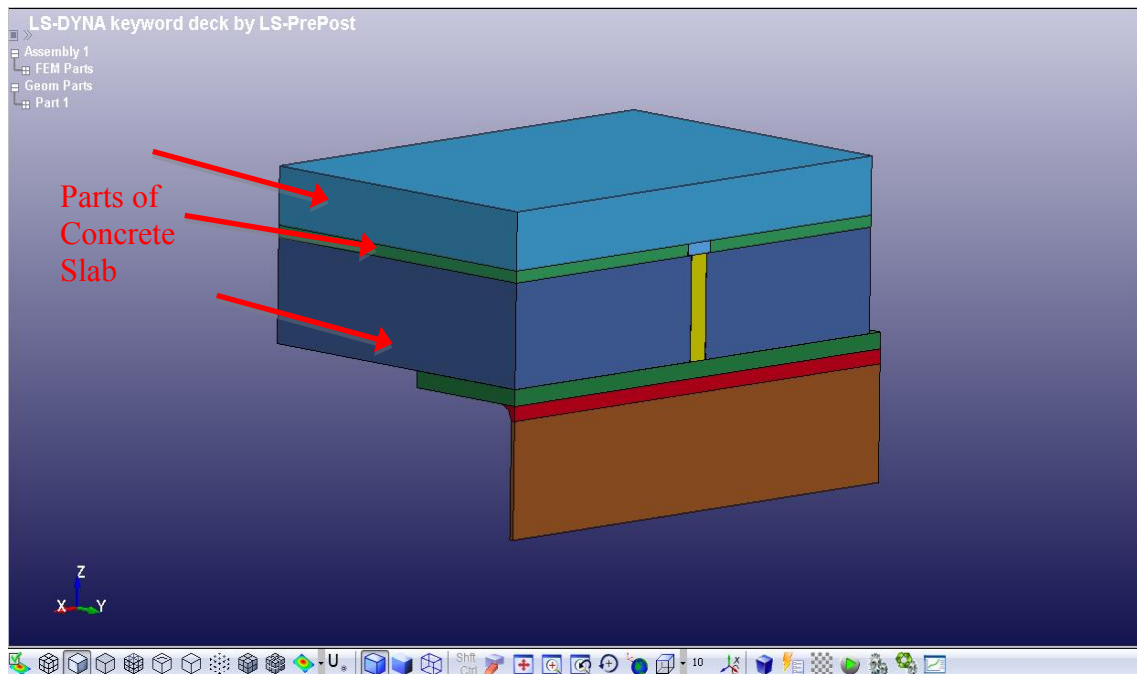 LS-DYNA keyword deck by LS-PrePost
Assembly 1
FEM Parts
Geom Parts
Part 1
Parts of
Concrete
Slab
Z
X
Y
U
Shft
Ctrl
10